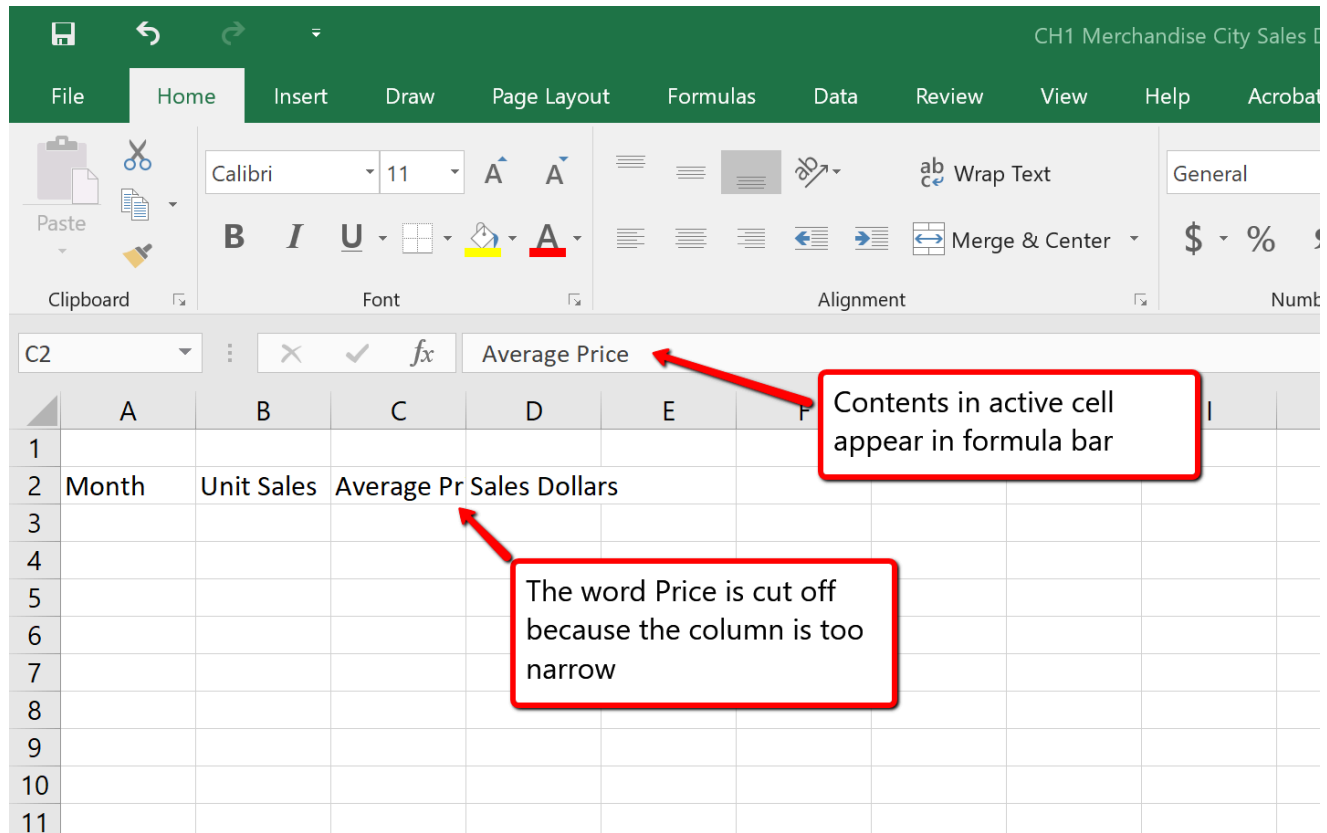 CH1 Merchandise City Sales D
File Home Insert Draw Page Layout Formulas Data Review View Help Acrobat
Calibri 11 A A ab Wrap Text General
Paste B I U A Merge & Center $ %
Clipboard Font Alignment Numb
C2 fx Average Price
Contents in active cell
appear in formula bar
A B C D E F I
1
2 Month Unit Sales Average Pr Sales Dollars
3
4
5
The word Price is cut off
because the column is too
narrow
6
7
8
9
10
11